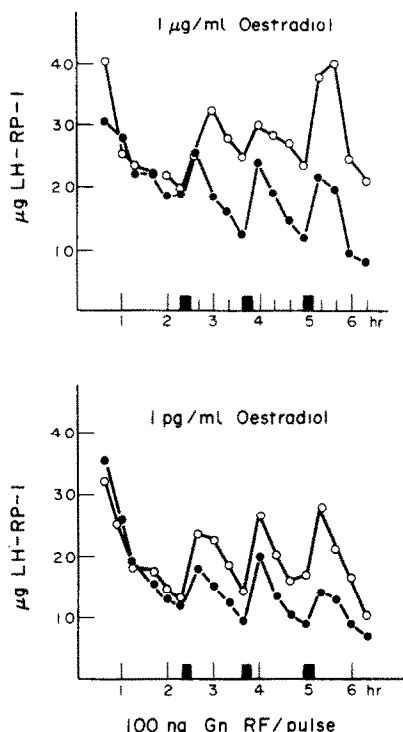 1 µg/ml Oestradiol
40
30
20
10
µg LH-RP-1
1 2 3 4 5 6 hr
1 pg/ml Oestradiol
40
30
20
10
µg LH-RP-1
1 2 3 4 5 6 hr
100 ng Gn RF/pulse